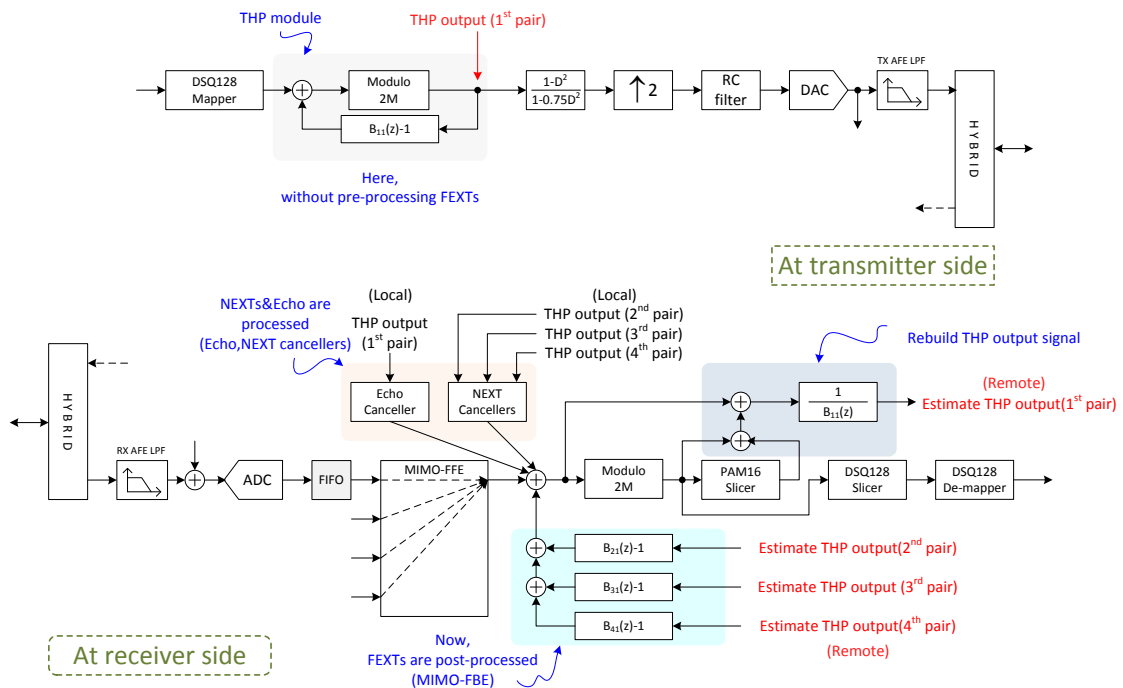 THP module
THP output (1st pair)
DSQ128
Mapper
Modulo
2M
B11(z)-1
1-D2
1-0.75D2
↑2
RC
filter
DAC
TX AFE LPF
HYBRID
Here,
without pre-processing FEXTs
At transmitter side
NEXTs&Echo are
processed
(Echo,NEXT cancellers)
(Local)
THP output
(1st pair)
(Local)
THP output (2nd pair)
THP output (3rd pair)
THP output (4th pair)
Rebuild THP output signal
Echo
Canceller
NEXT
Cancellers
1
B11(z)
(Remote)
Estimate THP output(1st pair)
HYBRID
RX AFE LPF
ADC
FIFO
MIMO-FFE
Modulo
2M
PAM16
Slicer
DSQ128
Slicer
DSQ128
De-mapper
B21(z)-1
Estimate THP output(2nd pair)
B31(z)-1
Estimate THP output (3rd pair)
B41(z)-1
Estimate THP output(4th pair)
(Remote)
Now,
FEXTs are post-processed
(MIMO-FBE)
At receiver side